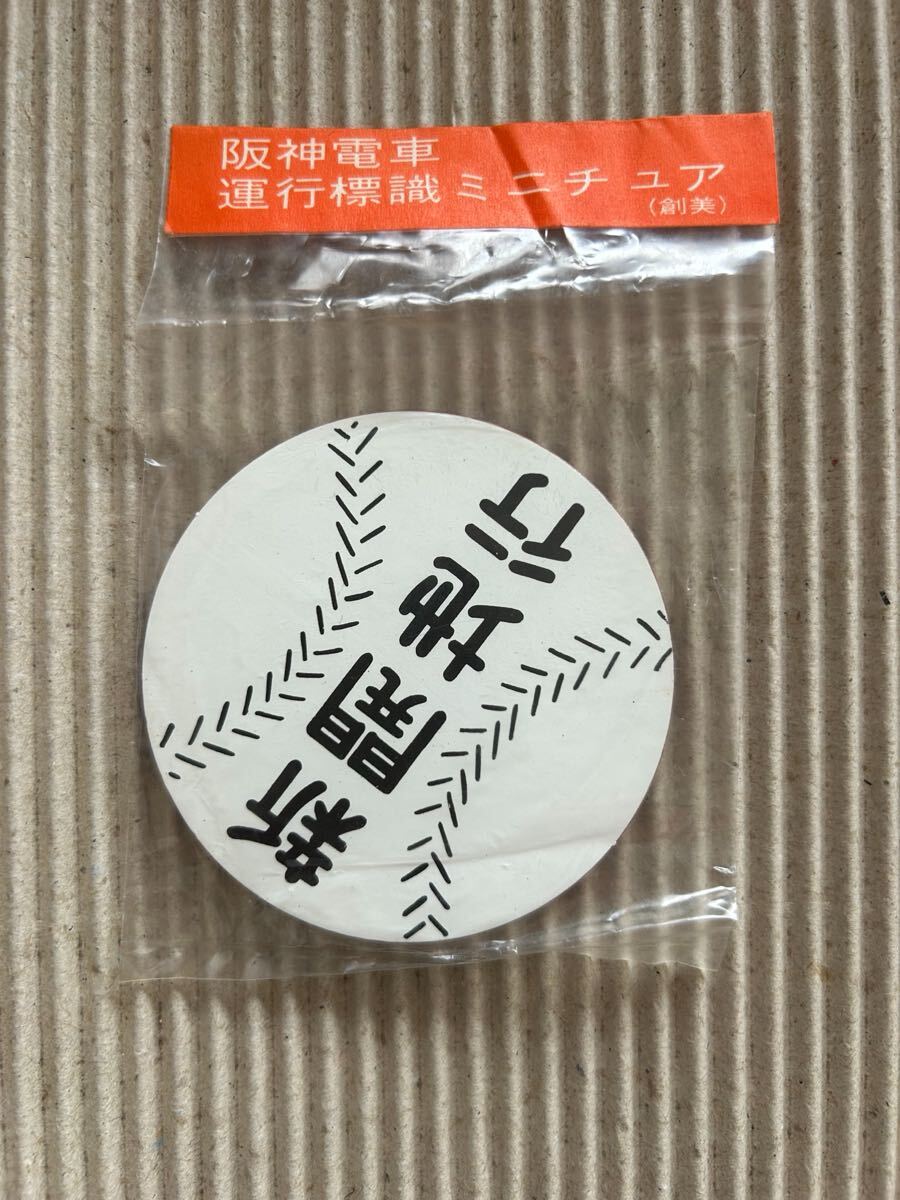 阪神電車
運行標識ミニチュア
（創美）
新開地行